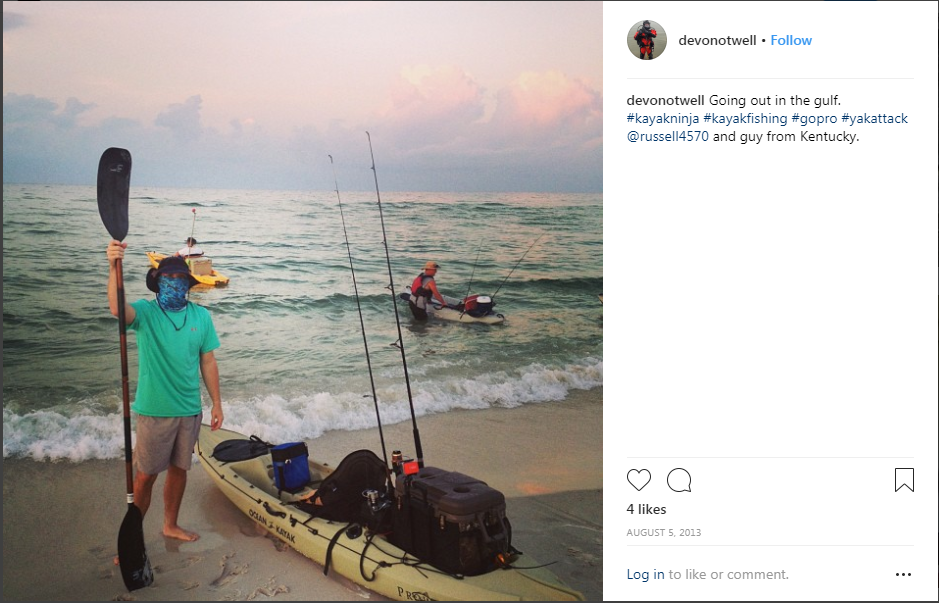 devonotwell • Follow
devonotwell Going out in the gulf.
#kayakninja #kayakfishing #gopro #yakattack
@russell4570 and guy from Kentucky.
OCEAN KAYAK
4 likes
AUGUST 5, 2013
Log in to like or comment.